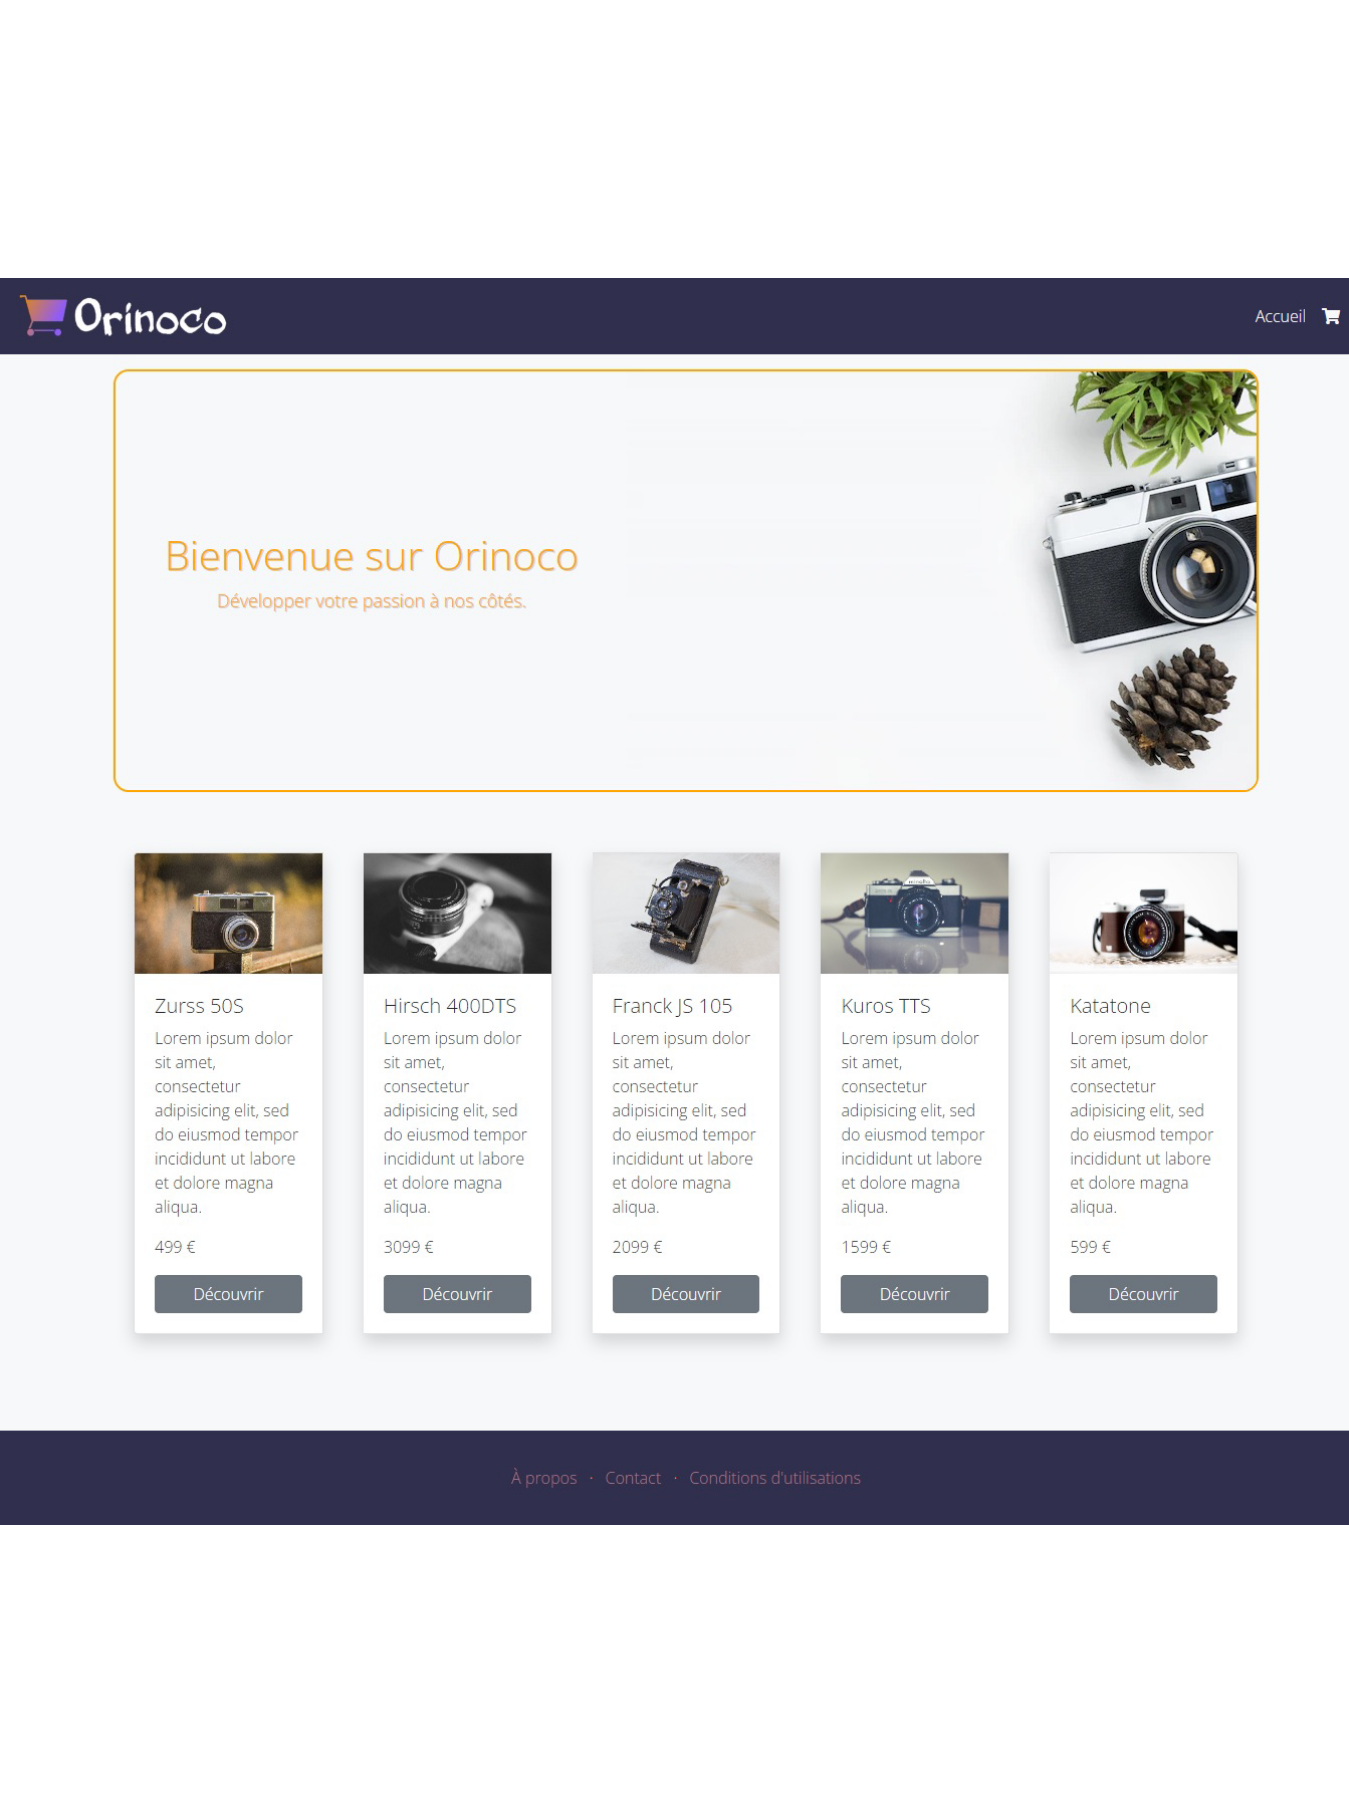 Orinoco
Accueil
Bienvenue sur Orinoco
Développer votre passion à nos côtés.
Zurss 50S
Lorem ipsum dolor
sit amet,
consectetur
adipisicing elit, sed
do eiusmod tempor
incididunt ut labore
et dolore magna
aliqua.
499 €
Découvrir
Hirsch 400DTS
Lorem ipsum dolor
sit amet,
consectetur
adipisicing elit, sed
do eiusmod tempor
incididunt ut labore
et dolore magna
aliqua.
3099 €
Découvrir
Franck JS 105
Lorem ipsum dolor
sit amet,
consectetur
adipisicing elit, sed
do eiusmod tempor
incididunt ut labore
et dolore magna
aliqua.
2099 €
Découvrir
Kuros TTS
Lorem ipsum dolor
sit amet,
consectetur
adipisicing elit, sed
do eiusmod tempor
incididunt ut labore
et dolore magna
aliqua.
1599 €
Découvrir
Katatone
Lorem ipsum dolor
sit amet,
consectetur
adipisicing elit, sed
do eiusmod tempor
incididunt ut labore
et dolore magna
aliqua.
599 €
Découvrir
À propos · Contact · Conditions d'utilisations